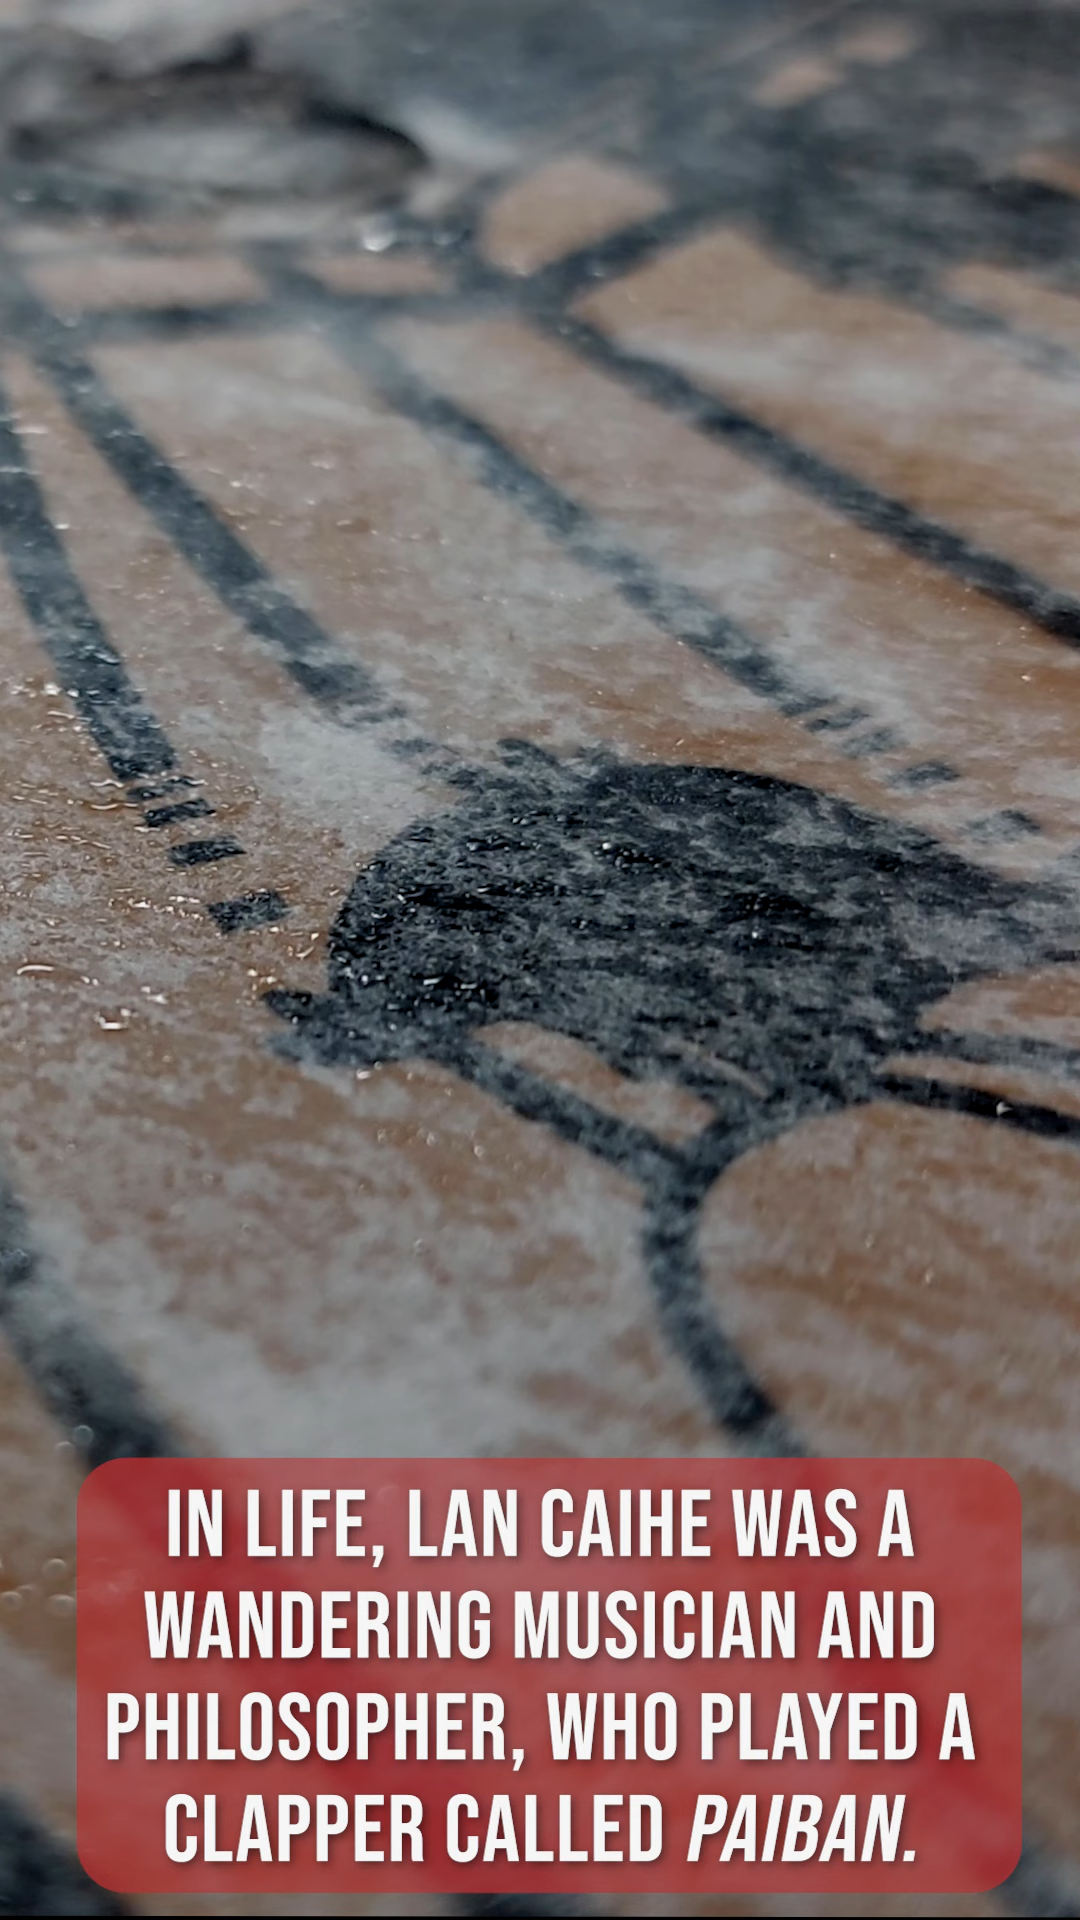 IN LIFE, LAN CAIHE WAS A
WANDERING MUSICIAN AND
PHILOSOPHER, WHO PLAYED A
CLAPPER CALLED PAIBAN.